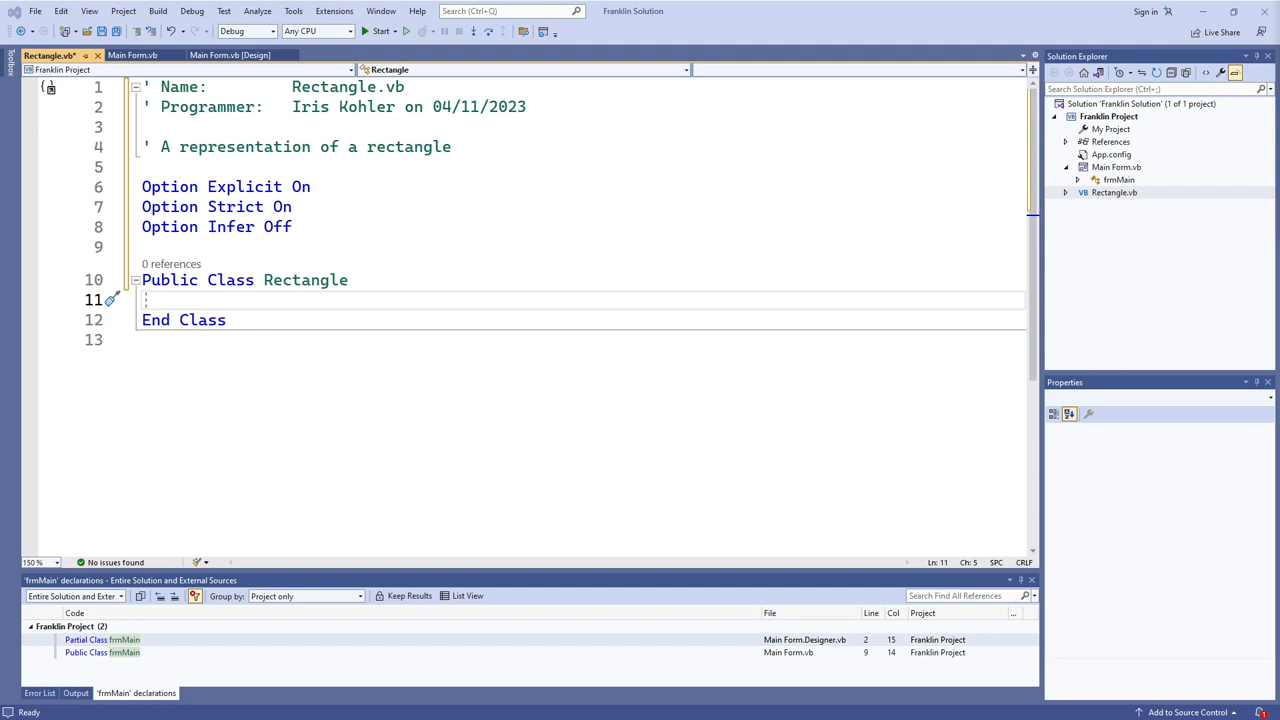 File Edit View Project Build Debug Test Analyze Tools Extensions Window Help Search (Ctrl+Q) Franklin Solution Sign in
Debug Any CPU Start Live Share
Toolbox
Rectangle.vb* Main Form.vb Main Form.vb [Design]
Franklin Project Rectangle
1 ' Name: Rectangle.vb
2 ' Programmer: Iris Kohler on 04/11/2023
3
4 ' A representation of a rectangle
5
6 Option Explicit On
7 Option Strict On
8 Option Infer Off
9
0 references
10 Public Class Rectangle
11
12 End Class
13
150 % No issues found Ln: 11 Ch: 5 SPC CRLF
Solution Explorer
Search Solution Explorer (Ctrl+;)
Solution 'Franklin Solution' (1 of 1 project)
Franklin Project
My Project
References
App.config
Main Form.vb
frmMain
VB Rectangle.vb
Properties
'frmMain' declarations - Entire Solution and External Sources
Entire Solution and Exter Group by: Project only Keep Results List View Search Find All References
Code File Line Col Project ...
Franklin Project (2)
Partial Class frmMain Main Form.Designer.vb 2 15 Franklin Project
Public Class frmMain Main Form.vb 9 14 Franklin Project
Error List Output 'frmMain' declarations
Ready Add to Source Control 1